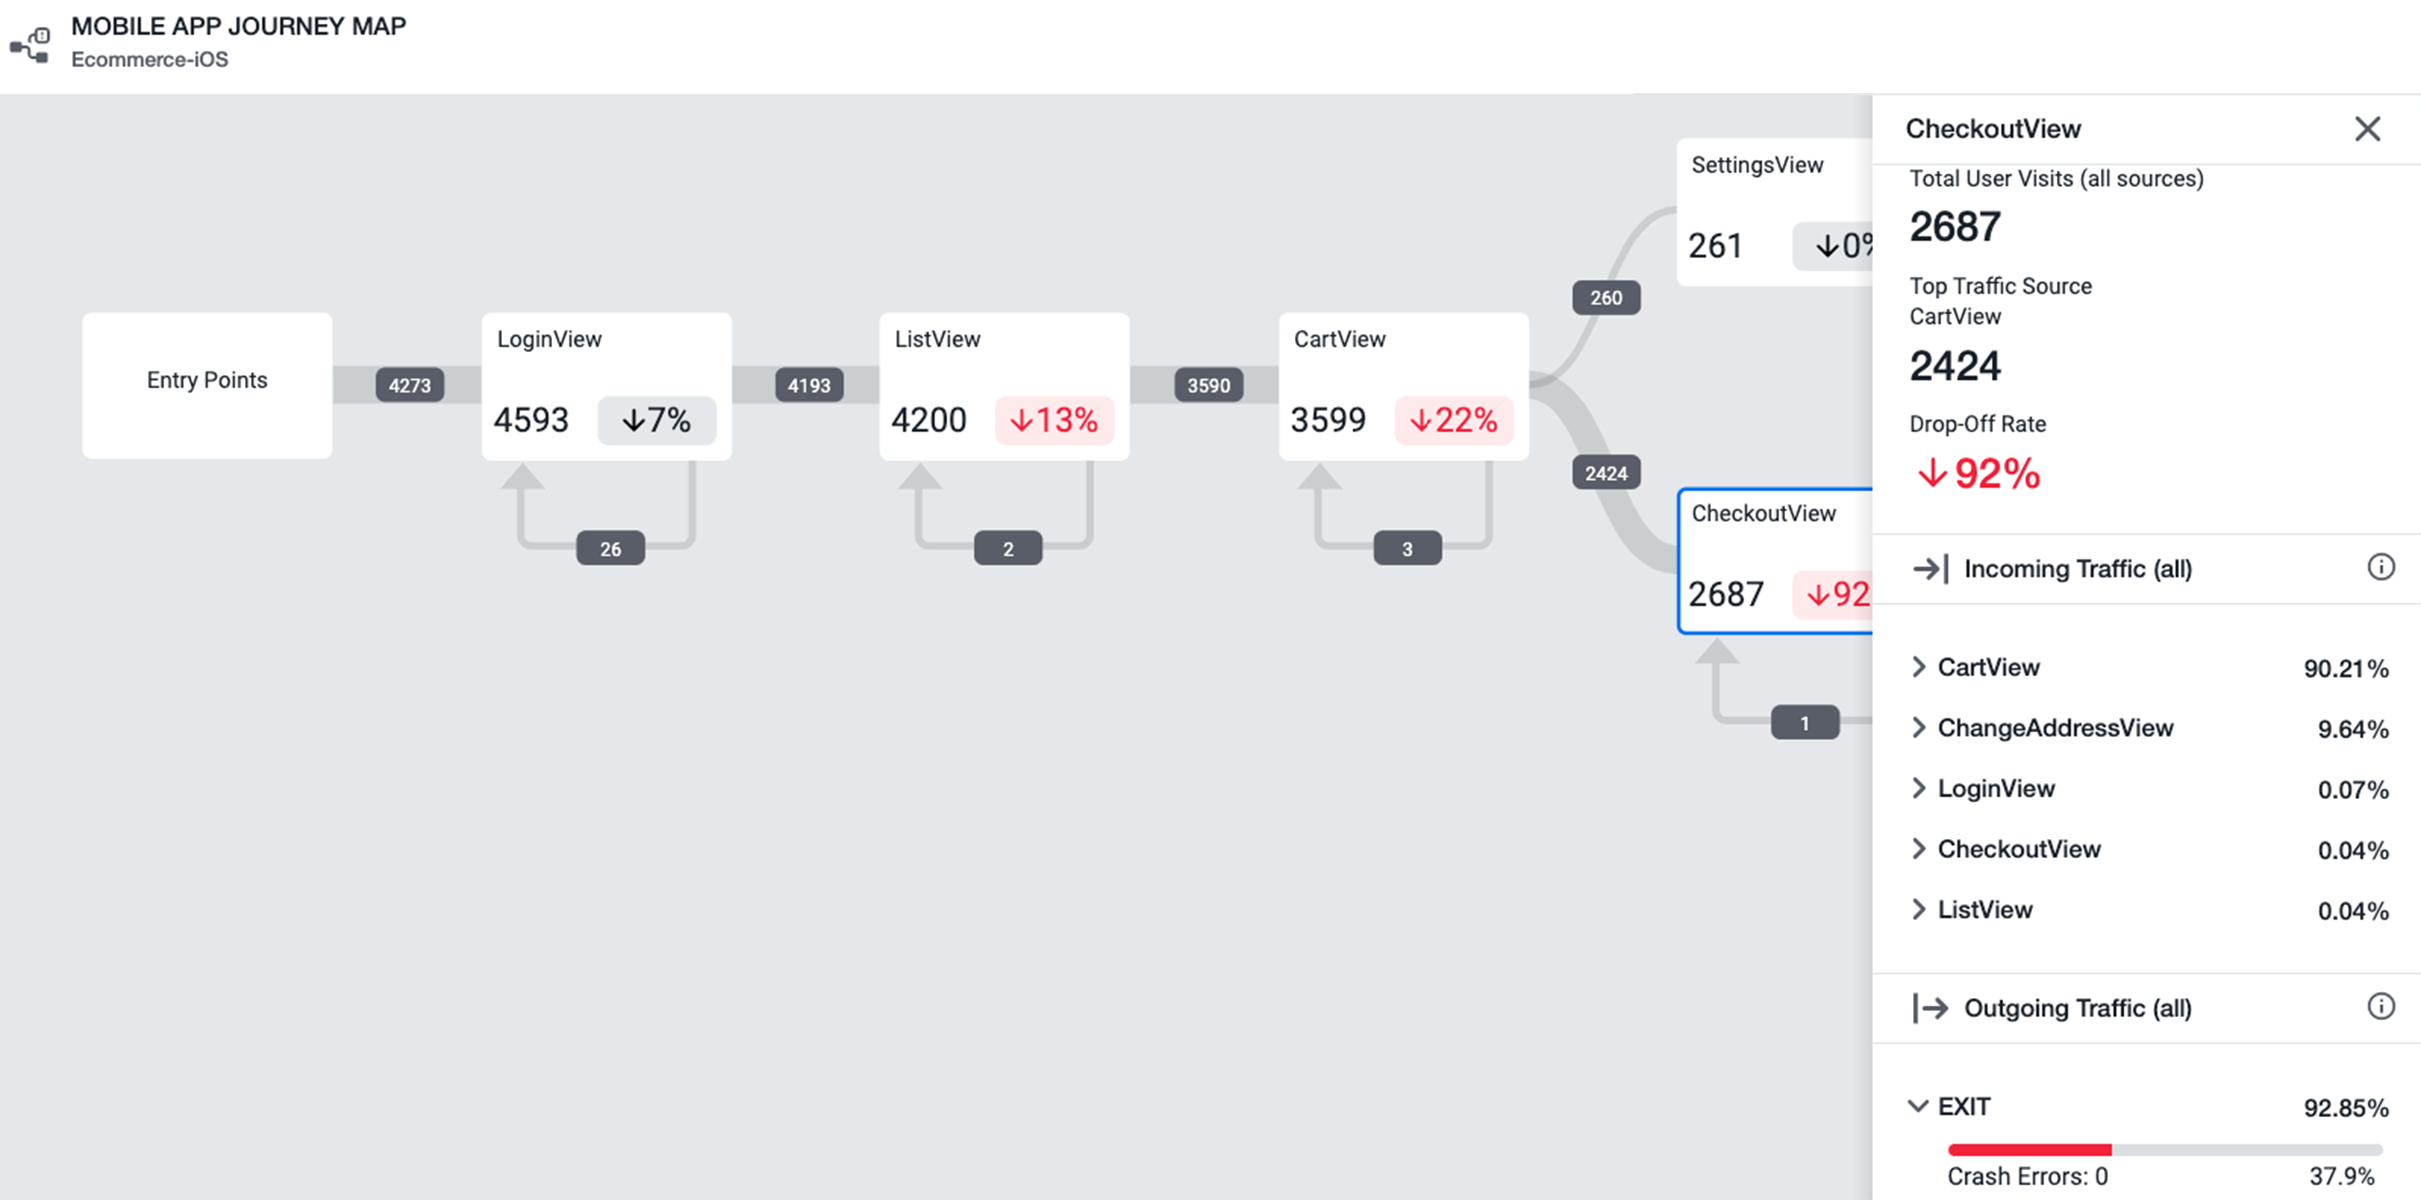 MOBILE APP JOURNEY MAP
Ecommerce-iOS
Entry Points
4273
LoginView
4593 ↓7%
26
4193
ListView
4200 ↓13%
2
3590
CartView
3599 ↓22%
3
260
2424
SettingsView
261 ↓0%
CheckoutView
2687 ↓92
1
CheckoutView
Total User Visits (all sources)
2687
Top Traffic Source
CartView
2424
Drop-Off Rate
↓92%
Incoming Traffic (all)
CartView 90.21%
ChangeAddressView 9.64%
LoginView 0.07%
CheckoutView 0.04%
ListView 0.04%
Outgoing Traffic (all)
EXIT 92.85%
Crash Errors: 0 37.9%